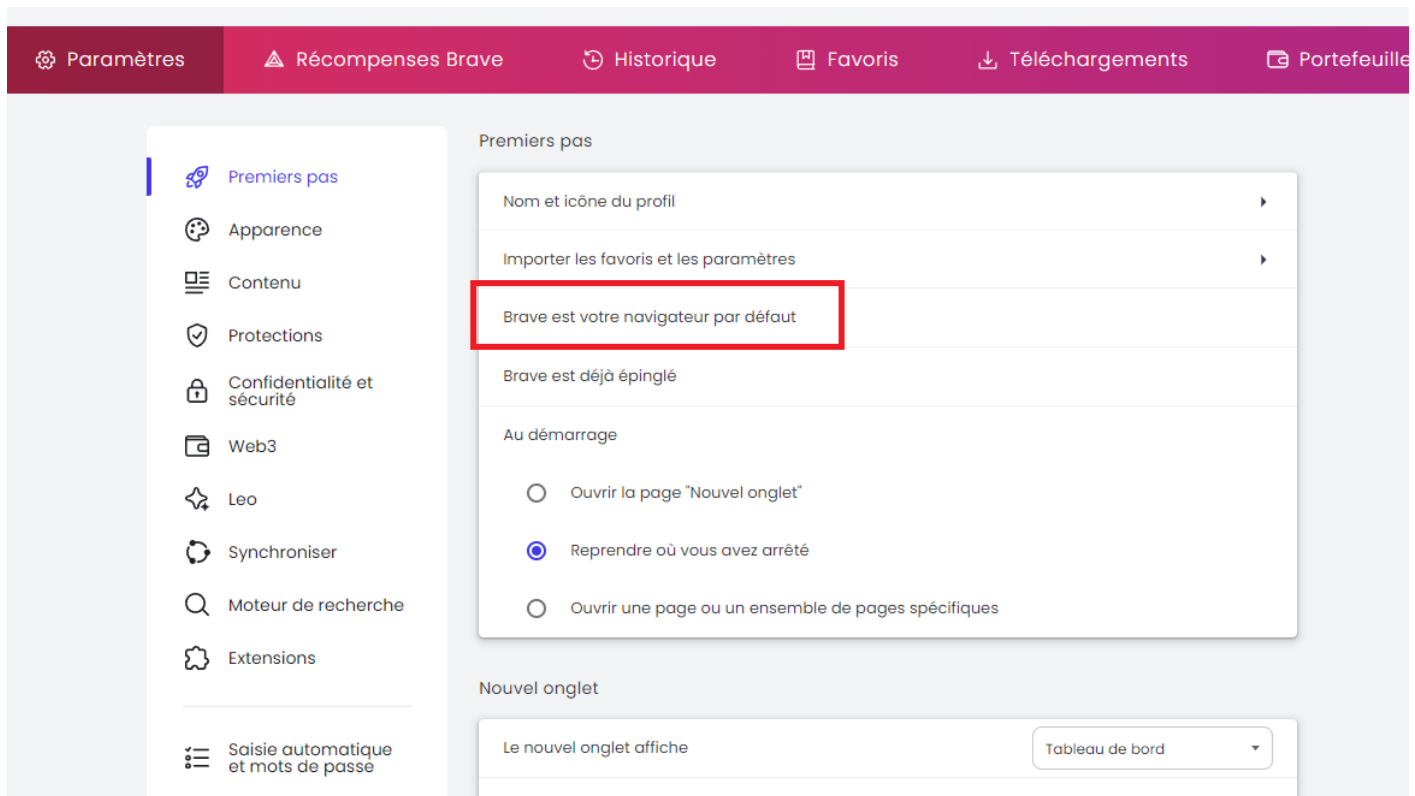 Paramètres
Récompenses Brave
Historique
Favoris
Téléchargements
Portefeuille
Premiers pas
Apparence
Contenu
Protections
Confidentialité et
sécurité
Web3
Leo
Synchroniser
Moteur de recherche
Extensions
Saisie automatique
et mots de passe
Premiers pas
Nom et icône du profil
Importer les favoris et les paramètres
Brave est votre navigateur par défaut
Brave est déjà épinglé
Au démarrage
Ouvrir la page "Nouvel onglet"
Reprendre où vous avez arrêté
Ouvrir une page ou un ensemble de pages spécifiques
Nouvel onglet
Le nouvel onglet affiche
Tableau de bord